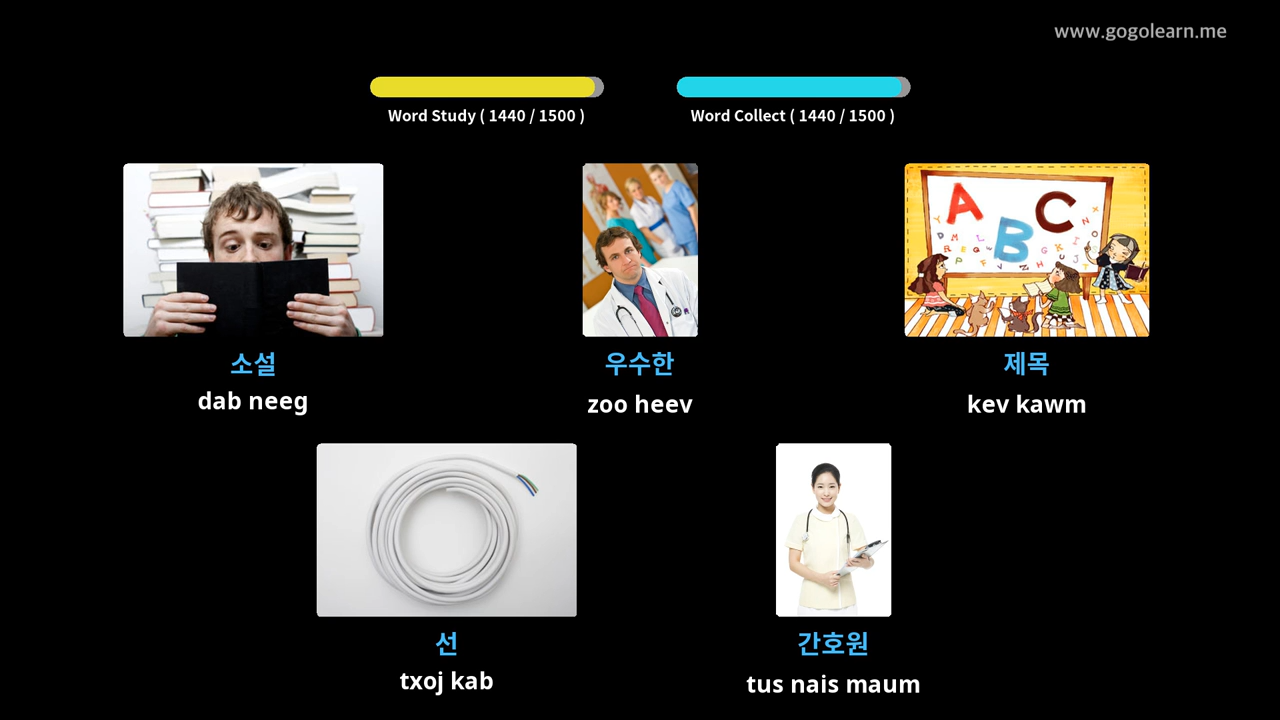 www.gogolearn.me
Word Study ( 1440 / 1500 )
Word Collect ( 1440 / 1500 )
A B C
소설
dab neeg
우수한
zoo heev
제목
kev kawm
선
txoj kab
간호원
tus nais maum